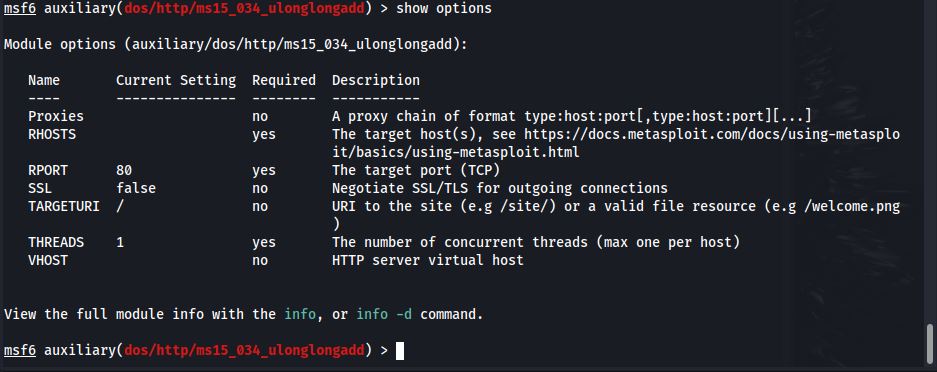 msf6 auxiliary(dos/http/ms15_034_ulonglongadd) > show options
Module options (auxiliary/dos/http/ms15_034_ulonglongadd):
Name       Current Setting  Required  Description
----       ---------------  --------  -----------
Proxies                     no        A proxy chain of format type:host:port[,type:host:port][...]
RHOSTS                      yes       The target host(s), see https://docs.metasploit.com/docs/using-metasplo
it/basics/using-metasploit.html
RPORT      80               yes       The target port (TCP)
SSL        false            no        Negotiate SSL/TLS for outgoing connections
TARGETURI  /                no        URI to the site (e.g /site/) or a valid file resource (e.g /welcome.png
)
THREADS    1                yes       The number of concurrent threads (max one per host)
VHOST                       no        HTTP server virtual host
View the full module info with the info, or info -d command.
msf6 auxiliary(dos/http/ms15_034_ulonglongadd) >